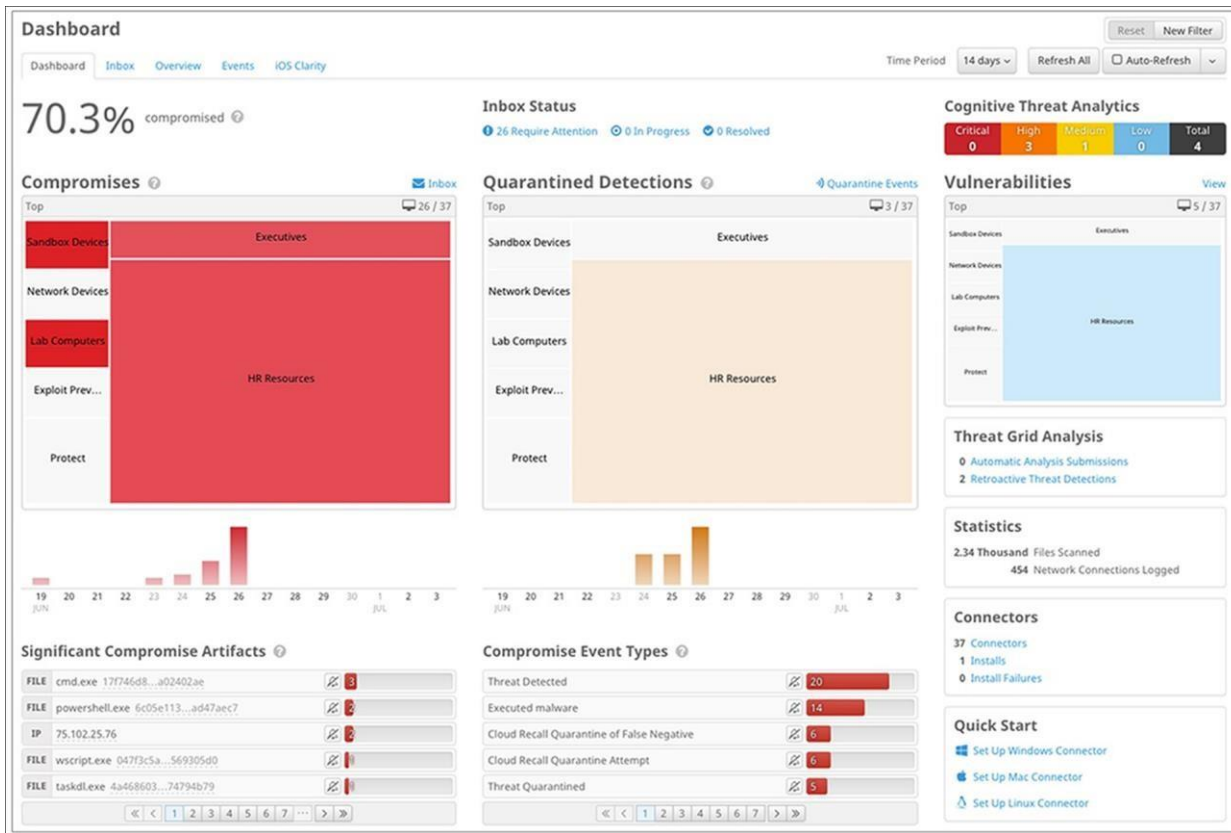 Dashboard
Reset New Filter
Dashboard Inbox Overview Events iOS Clarity
Time Period 14 days Refresh All Auto-Refresh
70.3% compromised
Inbox Status
26 Require Attention 0 In Progress 0 Resolved
Cognitive Threat Analytics
Critical High Medium Low Total
0 3 1 0 4
Compromises Inbox
Top 26 / 37
Sandbox Devices
Executives
Network Devices
Lab Computers
HR Resources
Exploit Prev...
Protect
19 20 21 22 23 24 25 26 27 28 29 30 1 2 3
JUN JUL
Quarantined Detections Quarantine Events
Top 3 / 37
Sandbox Devices
Executives
Network Devices
Lab Computers
HR Resources
Exploit Prev...
Protect
19 20 21 22 23 24 25 26 27 28 29 30 1 2 3
JUN JUL
Vulnerabilities View
Top 5 / 37
Sandbox Devices
Executives
Network Devices
Lab Computers
HR Resources
Exploit Prev...
Protect
Threat Grid Analysis
0 Automatic Analysis Submissions
2 Retroactive Threat Detections
Statistics
2.34 Thousand Files Scanned
454 Network Connections Logged
Connectors
37 Connectors
1 Installs
0 Install Failures
Quick Start
Set Up Windows Connector
Set Up Mac Connector
Set Up Linux Connector
Significant Compromise Artifacts
FILE cmd.exe 17f746d8...a02402ae 3
FILE powershell.exe 6c05e113...ad47aec7 2
IP 75.102.25.76 2
FILE wscript.exe 047f3c5a...569305d0
FILE taskdl.exe 4a468603...74794b79
« < 1 2 3 4 5 6 7 ... > »
Compromise Event Types
Threat Detected 20
Executed malware 14
Cloud Recall Quarantine of False Negative 6
Cloud Recall Quarantine Attempt 6
Threat Quarantined 5
« < 1 2 3 4 5 6 7 > »